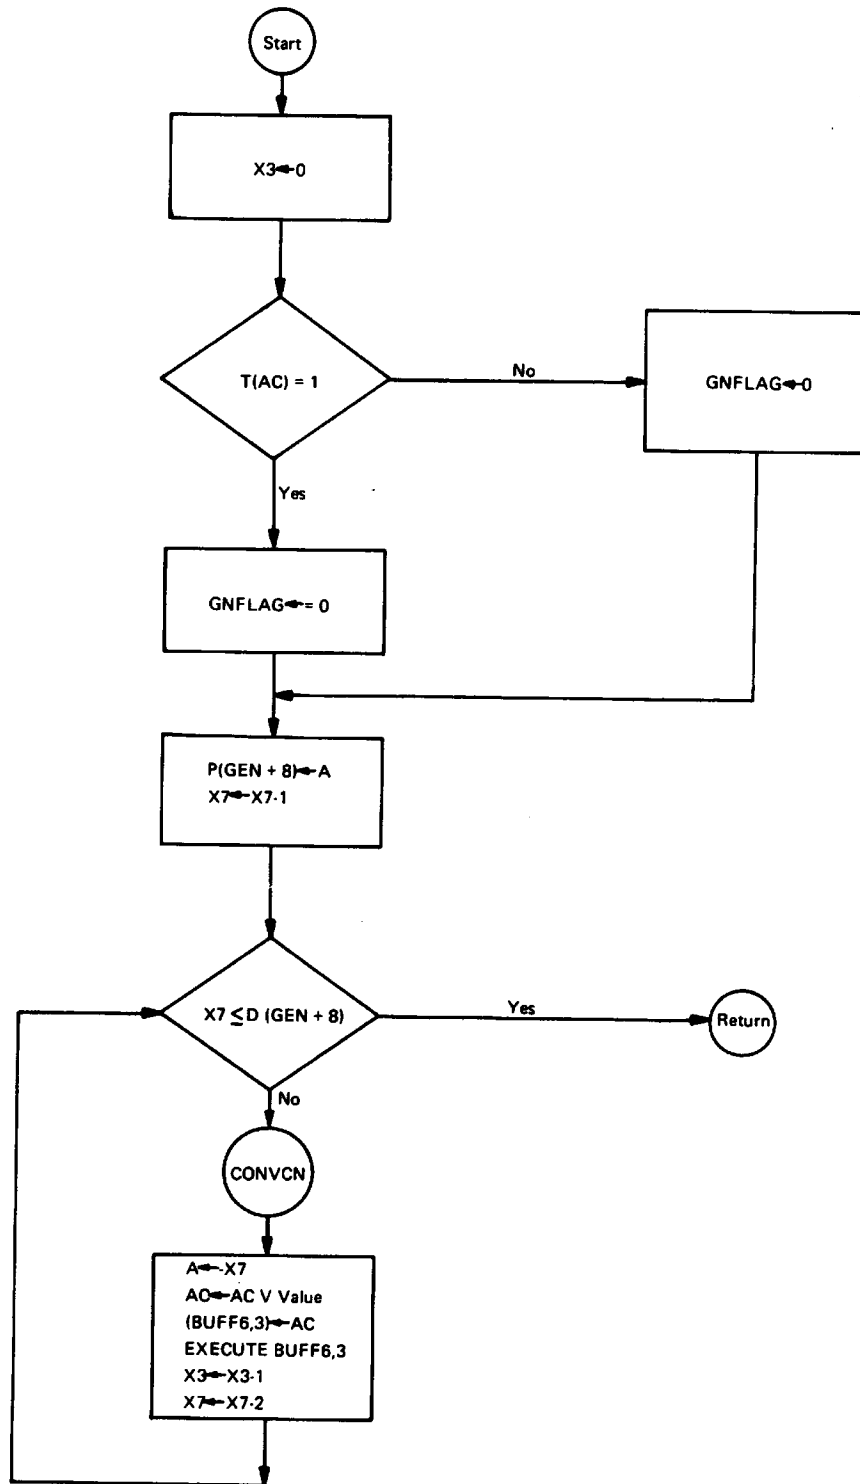 Start
X3←0
T(AC) = 1
No
GNFLAG←0
Yes
GNFLAG←= 0
P(GEN + 8)←A
X7←X7-1
X7 ≤ D (GEN + 8)
Yes
Return
No
CONVCN
A←-X7
AO←AC V Value
(BUFF6,3)←AC
EXECUTE BUFF6,3
X3←X3-1
X7←X7-2